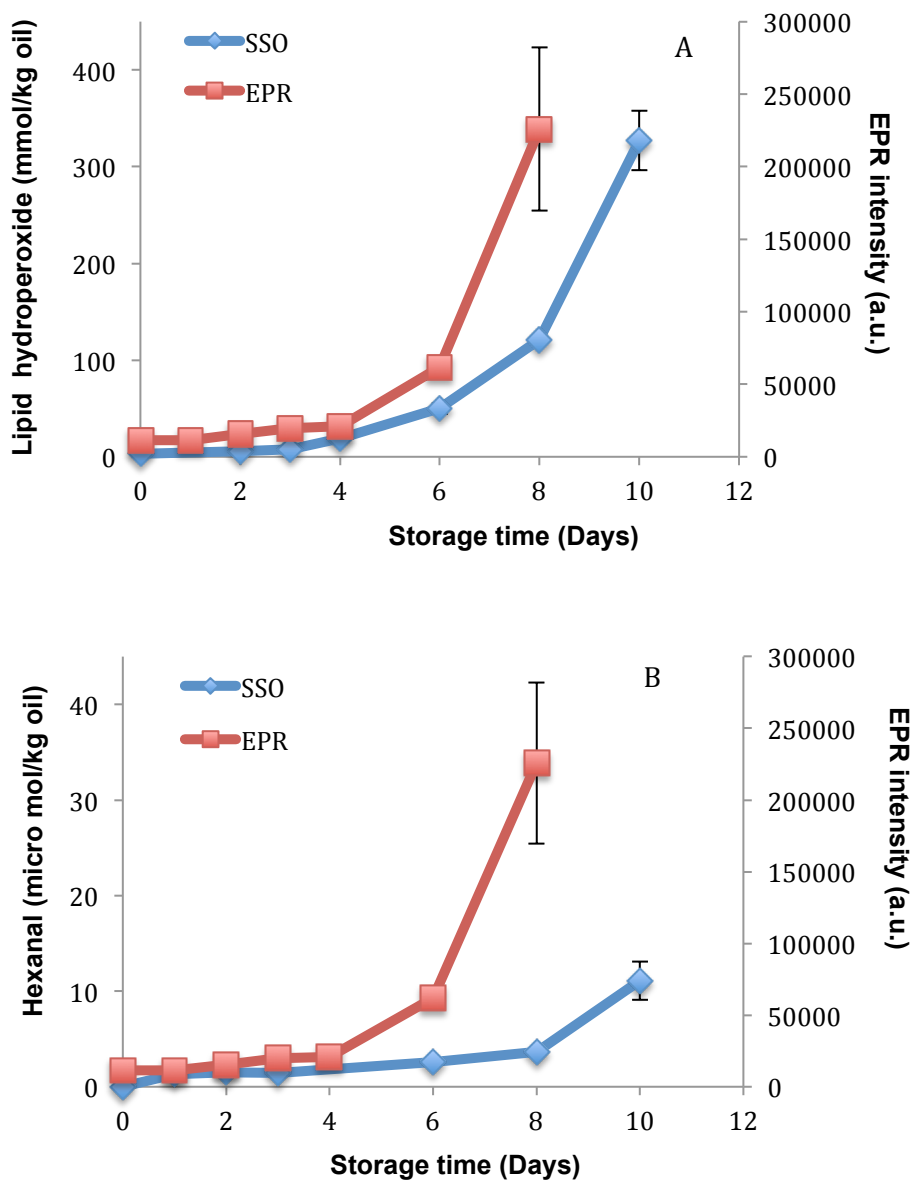 SSO
EPR
A
Lipid hydroperoxide (mmol/kg oil)
400
300
200
100
0
300000
250000
200000
150000
100000
50000
0
EPR intensity (a.u.)
0 2 4 6 8 10 12
Storage time (Days)
SSO
EPR
B
Hexanal (micro mol/kg oil)
40
30
20
10
0
300000
250000
200000
150000
100000
50000
0
EPR intensity (a.u.)
0 2 4 6 8 10 12
Storage time (Days)